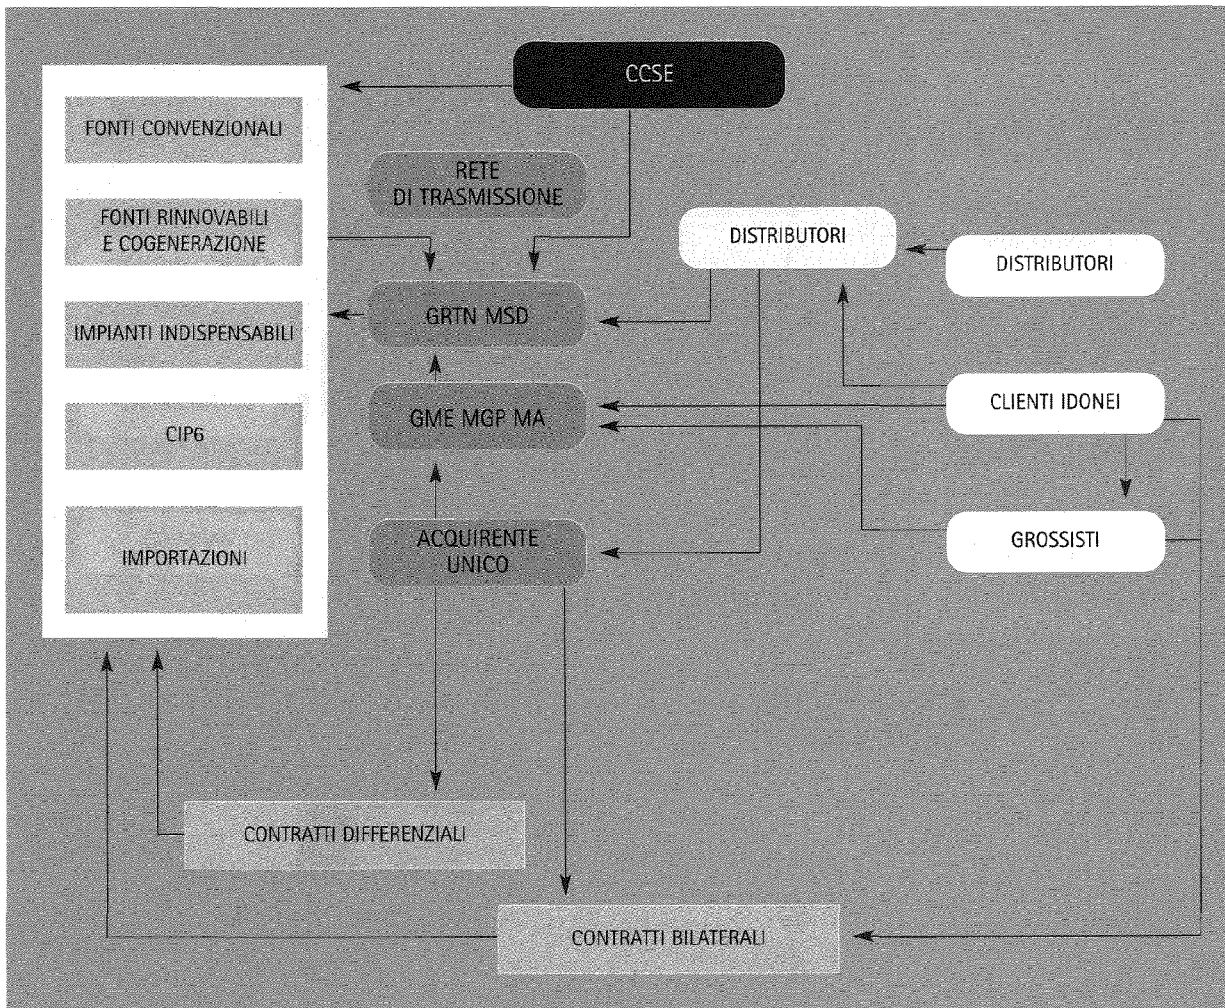 CCSE
FONTI CONVENZIONALI
RETE
DI TRASMISSIONE
FONTI RINNOVABILI
E COGENERAZIONE
DISTRIBUTORI
DISTRIBUTORI
GRTN MSD
IMPIANTI INDISPENSABILI
CLIENTI IDONEI
GME MGP MA
CIP6
ACQUIRENTE
UNICO
GROSSISTI
IMPORTAZIONI
CONTRATTI DIFFERENZIALI
CONTRATTI BILATERALI